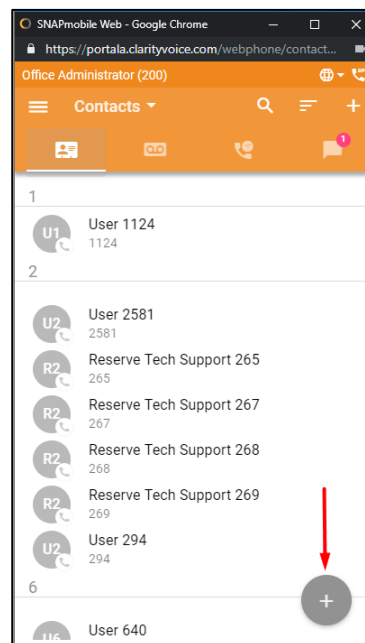 SNAPmobile Web - Google Chrome
https://portala.clarityvoice.com/webphone/contact...
Office Administrator (200)
Contacts
1
1
U1
User 1124
1124
2
U2
User 2581
2581
R2
Reserve Tech Support 265
265
R2
Reserve Tech Support 267
267
R2
Reserve Tech Support 268
268
R2
Reserve Tech Support 269
269
U2
User 294
294
6
U6
User 640